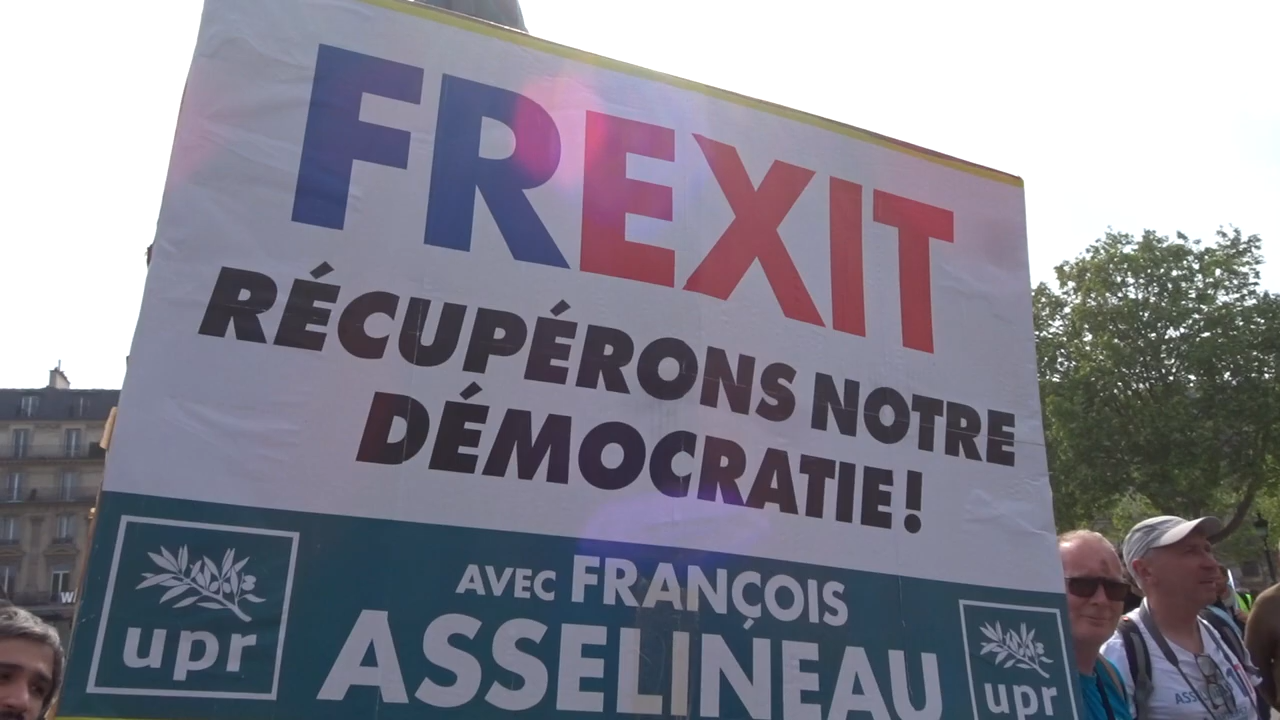 FREXIT
RÉCUPÉRONS NOTRE
DÉMOCRATIE !
AVEC FRANÇOIS
ASSELINEAU
upr
upr